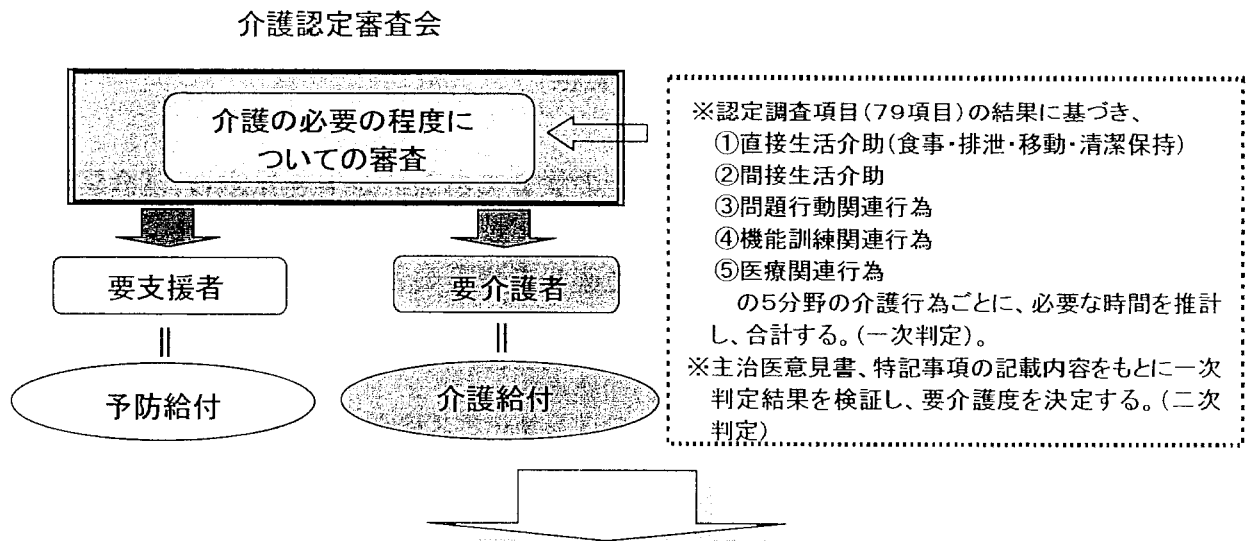 介護認定審査会
介護の必要の程度に
ついての審査
要支援者
要介護者
||
||
予防給付
介護給付
※認定調査項目(79項目)の結果に基づき、
①直接生活介助(食事・排泄・移動・清潔保持)
②間接生活介助
③問題行動関連行為
④機能訓練関連行為
⑤医療関連行為
の5分野の介護行為ごとに、必要な時間を推計
し、合計する。(一次判定)。
※主治医意見書、特記事項の記載内容をもとに一次
判定結果を検証し、要介護度を決定する。(二次
判定)